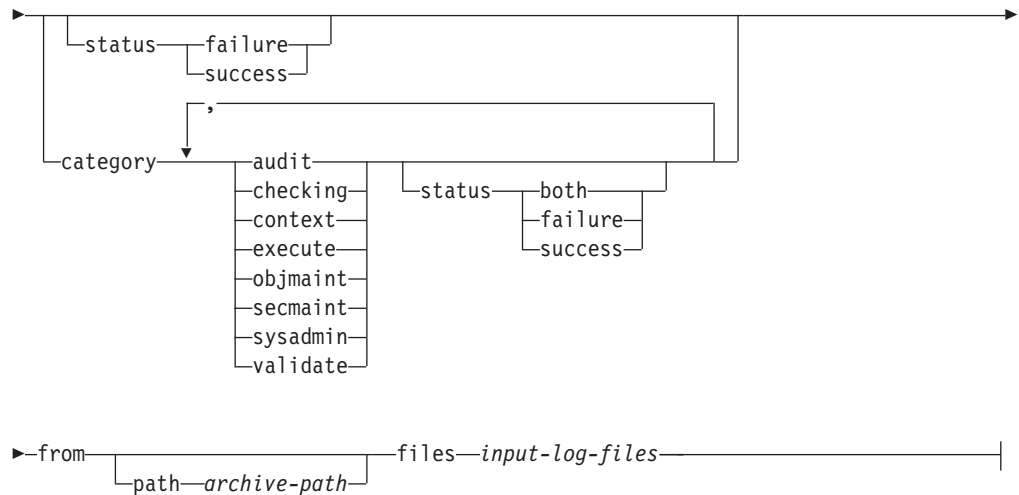 status failure
success
,
category audit
checking status both
context failure
execute success
objmaint
secmaint
sysadmin
validate
from files input-log-files
path archive-path